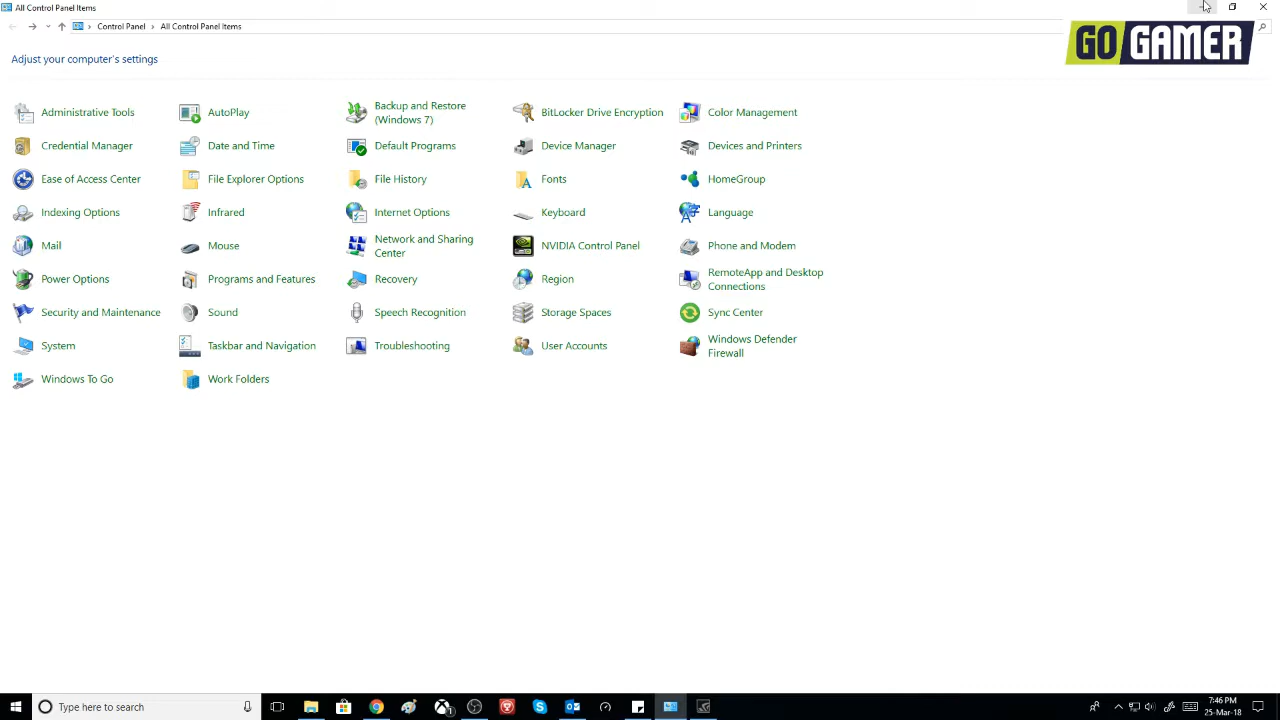 All Control Panel Items
Control Panel > All Control Panel Items
GO GAMER
Adjust your computer's settings
Administrative Tools
AutoPlay
Backup and Restore
(Windows 7)
BitLocker Drive Encryption
Color Management
Credential Manager
Date and Time
Default Programs
Device Manager
Devices and Printers
Ease of Access Center
File Explorer Options
File History
Fonts
HomeGroup
Indexing Options
Infrared
Internet Options
Keyboard
Language
Mail
Mouse
Network and Sharing
Center
NVIDIA Control Panel
Phone and Modem
Power Options
Programs and Features
Recovery
Region
RemoteApp and Desktop
Connections
Security and Maintenance
Sound
Speech Recognition
Storage Spaces
Sync Center
System
Taskbar and Navigation
Troubleshooting
User Accounts
Windows Defender
Firewall
Windows To Go
Work Folders
Type here to search
7:46 PM
25-Mar-18